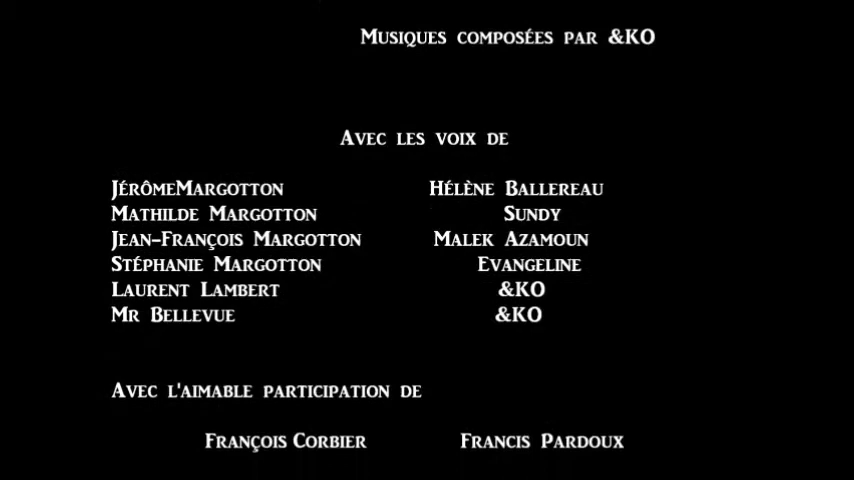 Musiques composées par &KO
Avec les voix de
JérômeMargotton Hélène Ballereau
Mathilde Margotton Sundy
Jean-François Margotton Malek Azamoun
Stéphanie Margotton Evangeline
Laurent Lambert &KO
Mr Bellevue &KO
Avec l'aimable participation de
François Corbier Francis Pardoux